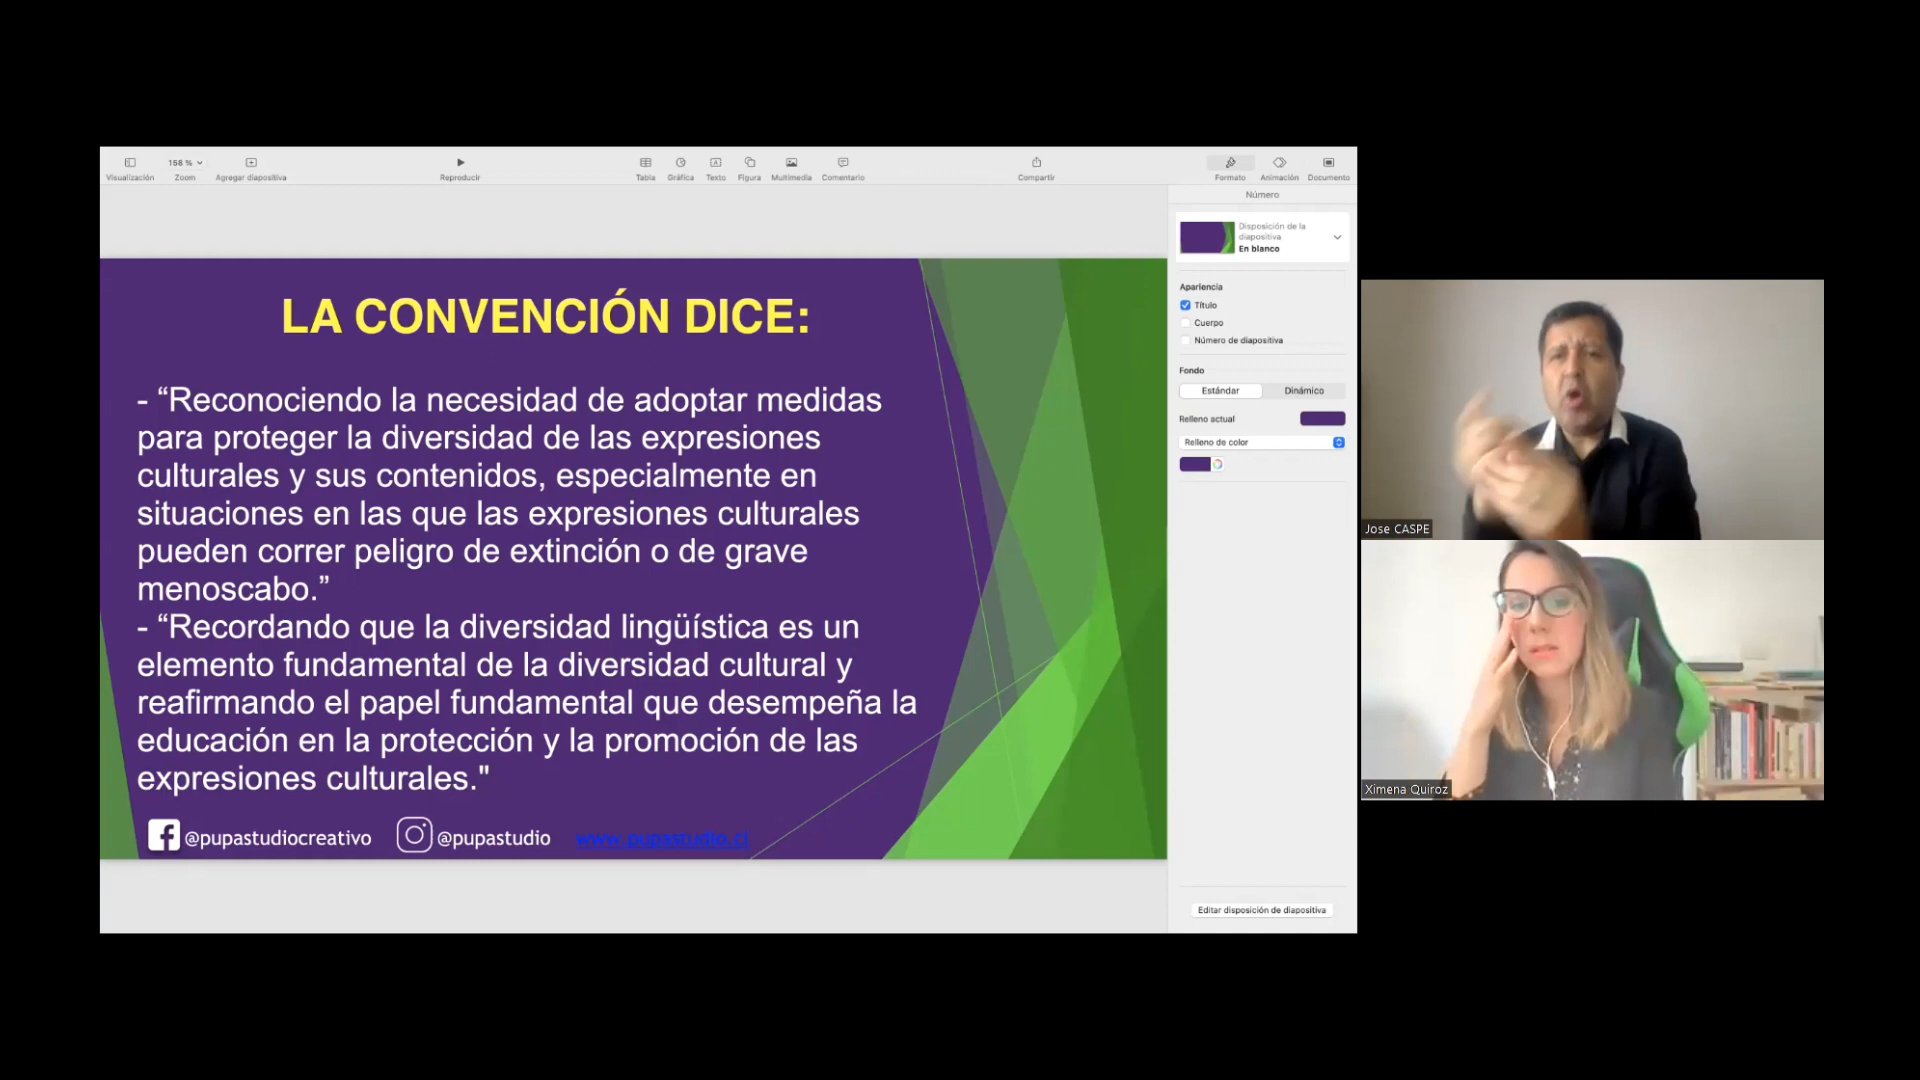 Visualización
158 %
Zoom
Agregar diapositiva
Reproducir
Tabla
Gráfica
Texto
Figura
Multimedia
Comentario
Compartir
Formato
Animación
Documento
Número
Disposición de la
diapositiva
En blanco
Apariencia
Título
Cuerpo
Número de diapositiva
Fondo
Estándar
Dinámico
Relleno actual
Relleno de color
Editar disposición de diapositiva
LA CONVENCIÓN DICE:
- “Reconociendo la necesidad de adoptar medidas
para proteger la diversidad de las expresiones
culturales y sus contenidos, especialmente en
situaciones en las que las expresiones culturales
pueden correr peligro de extinción o de grave
menoscabo.”
- “Recordando que la diversidad lingüística es un
elemento fundamental de la diversidad cultural y
reafirmando el papel fundamental que desempeña la
educación en la protección y la promoción de las
expresiones culturales."
@pupastudiocreativo
@pupastudio
www.pupastudio.cl
Jose CASPE
Ximena Quiroz